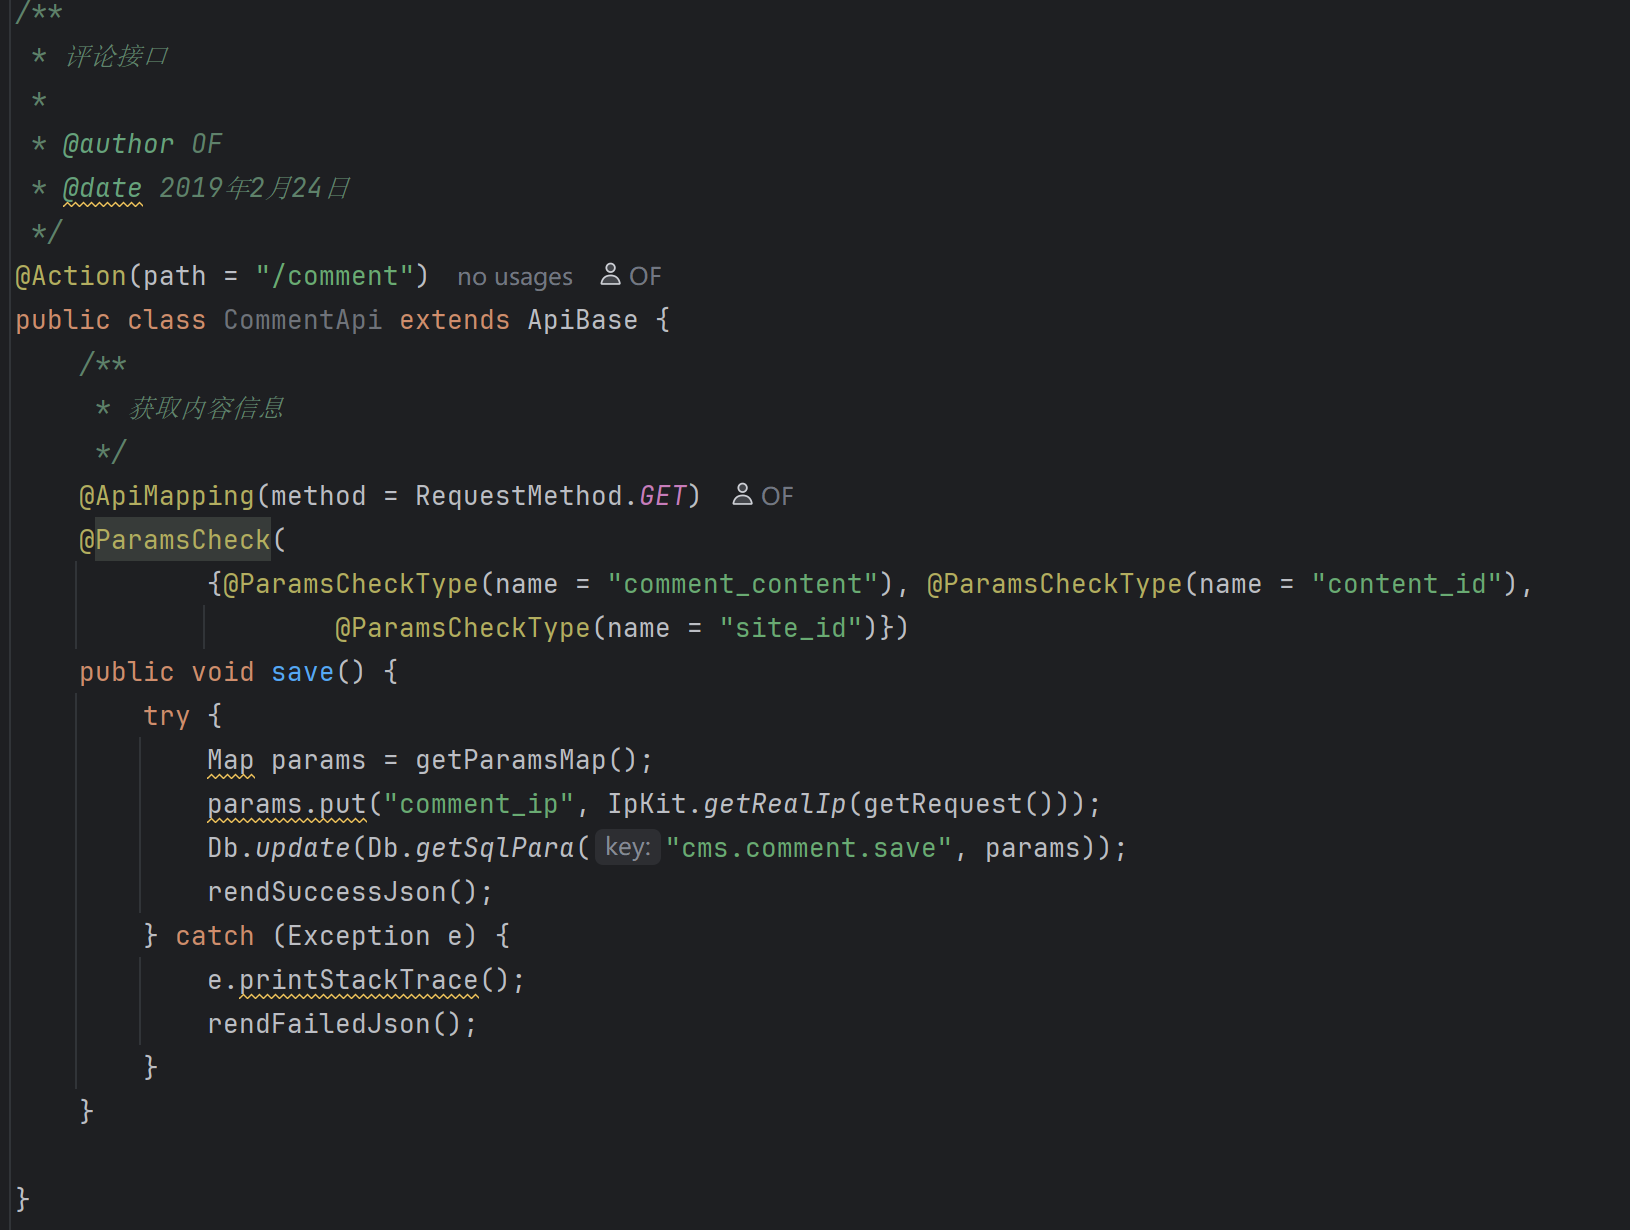 /**
 * 评论接口
 *
 * @author OF
 * @date 2019年2月24日
 */
@Action(path = "/comment")  no usages  OF
public class CommentApi extends ApiBase {
    /**
     * 获取内容信息
     */
    @ApiMapping(method = RequestMethod.GET)  OF
    @ParamsCheck(
            {@ParamsCheckType(name = "comment_content"), @ParamsCheckType(name = "content_id"),
                    @ParamsCheckType(name = "site_id")})
    public void save() {
        try {
            Map params = getParamsMap();
            params.put("comment_ip", IpKit.getRealIp(getRequest()));
            Db.update(Db.getSqlPara( key: "cms.comment.save", params));
            rendSuccessJson();
        } catch (Exception e) {
            e.printStackTrace();
            rendFailedJson();
        }
    }
}